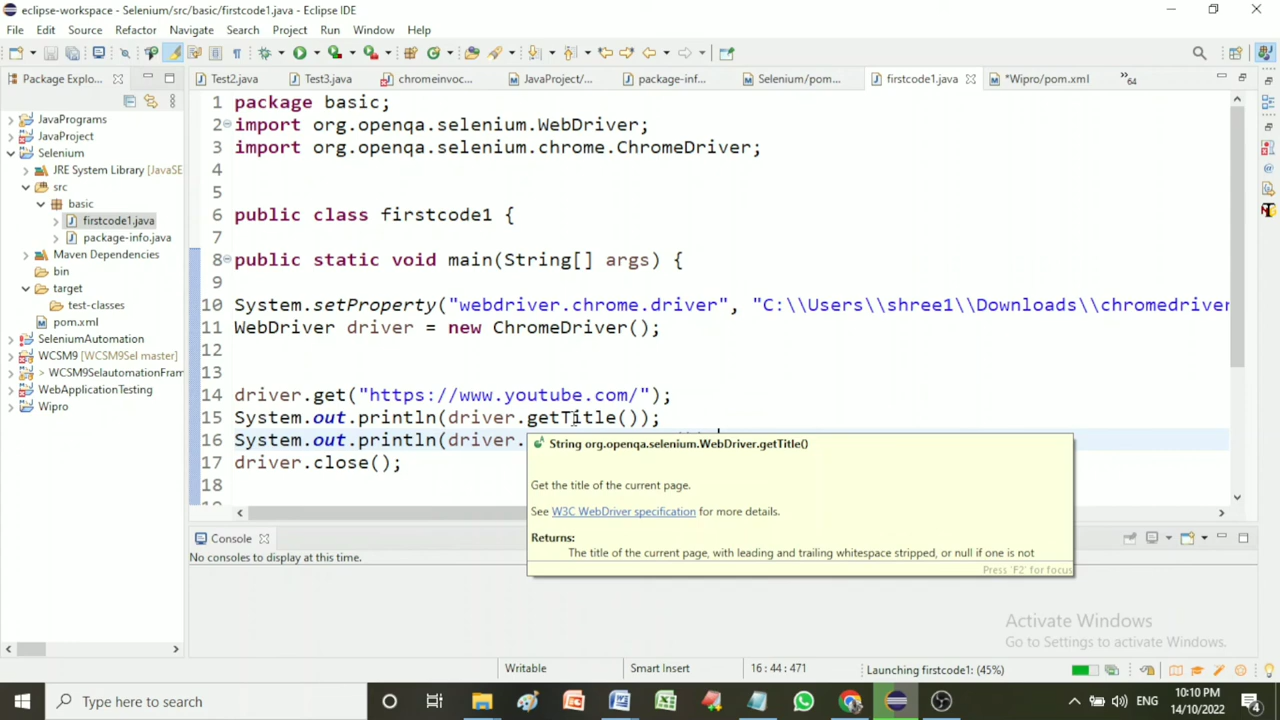 eclipse-workspace - Selenium/src/basic/firstcode1.java - Eclipse IDE
File Edit Source Refactor Navigate Search Project Run Window Help
Package Explo...
Test2.java
Test3.java
chromeinvoc...
JavaProject/...
package-inf...
Selenium/pom...
firstcode1.java
*Wipro/pom.xml
»64
JavaPrograms
JavaProject
Selenium
JRE System Library [JavaSE
src
basic
firstcode1.java
package-info.java
Maven Dependencies
bin
target
test-classes
pom.xml
SeleniumAutomation
WCSM9 [WCSM9Sel master]
> WCSM9SelautomationFram
WebApplicationTesting
Wipro
1 package basic;
2 import org.openqa.selenium.WebDriver;
3 import org.openqa.selenium.chrome.ChromeDriver;
4
5
6 public class firstcode1 {
7
8 public static void main(String[] args) {
9
10 System.setProperty("webdriver.chrome.driver", "C:\\Users\\shree1\\Downloads\\chromedriver
11 WebDriver driver = new ChromeDriver();
12
13
14 driver.get("https://www.youtube.com/");
15 System.out.println(driver.getTitle());
16 System.out.println(driver.
17 driver.close();
18
String org.openqa.selenium.WebDriver.getTitle()
Get the title of the current page.
See W3C WebDriver specification for more details.
Returns:
The title of the current page, with leading and trailing whitespace stripped, or null if one is not
Press 'F2' for focus
Console
No consoles to display at this time.
Activate Windows
Go to Settings to activate Windows.
Writable
Smart Insert
16 : 44 : 471
Launching firstcode1: (45%)
Type here to search
ENG
10:10 PM
14/10/2022
4